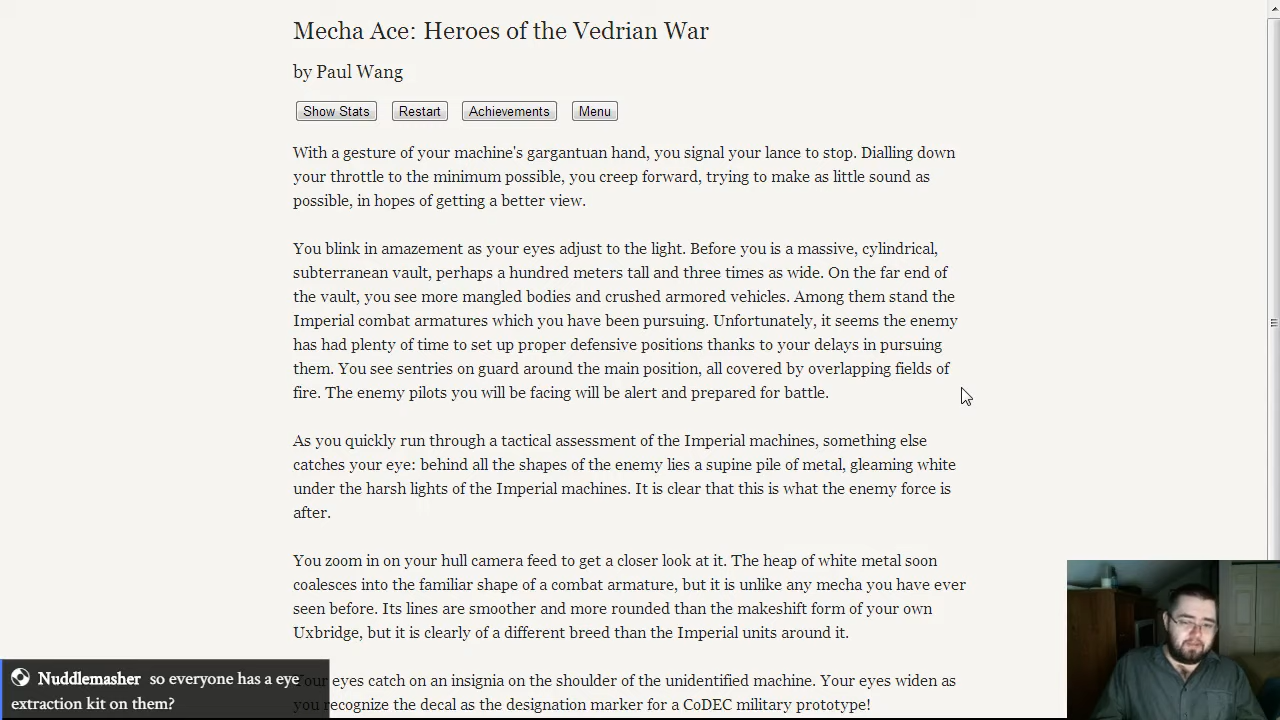 Mecha Ace: Heroes of the Vedrian War
by Paul Wang
Show Stats Restart Achievements Menu
With a gesture of your machine's gargantuan hand, you signal your lance to stop. Dialling down
your throttle to the minimum possible, you creep forward, trying to make as little sound as
possible, in hopes of getting a better view.
You blink in amazement as your eyes adjust to the light. Before you is a massive, cylindrical,
subterranean vault, perhaps a hundred meters tall and three times as wide. On the far end of
the vault, you see more mangled bodies and crushed armored vehicles. Among them stand the
Imperial combat armatures which you have been pursuing. Unfortunately, it seems the enemy
has had plenty of time to set up proper defensive positions thanks to your delays in pursuing
them. You see sentries on guard around the main position, all covered by overlapping fields of
fire. The enemy pilots you will be facing will be alert and prepared for battle.
As you quickly run through a tactical assessment of the Imperial machines, something else
catches your eye: behind all the shapes of the enemy lies a supine pile of metal, gleaming white
under the harsh lights of the Imperial machines. It is clear that this is what the enemy force is
after.
You zoom in on your hull camera feed to get a closer look at it. The heap of white metal soon
coalesces into the familiar shape of a combat armature, but it is unlike any mecha you have ever
seen before. Its lines are smoother and more rounded than the makeshift form of your own
Uxbridge, but it is clearly of a different breed than the Imperial units around it.
Your eyes catch on an insignia on the shoulder of the unidentified machine. Your eyes widen as
you recognize the decal as the designation marker for a CoDEC military prototype!
Nuddlemasher so everyone has a eye
extraction kit on them?